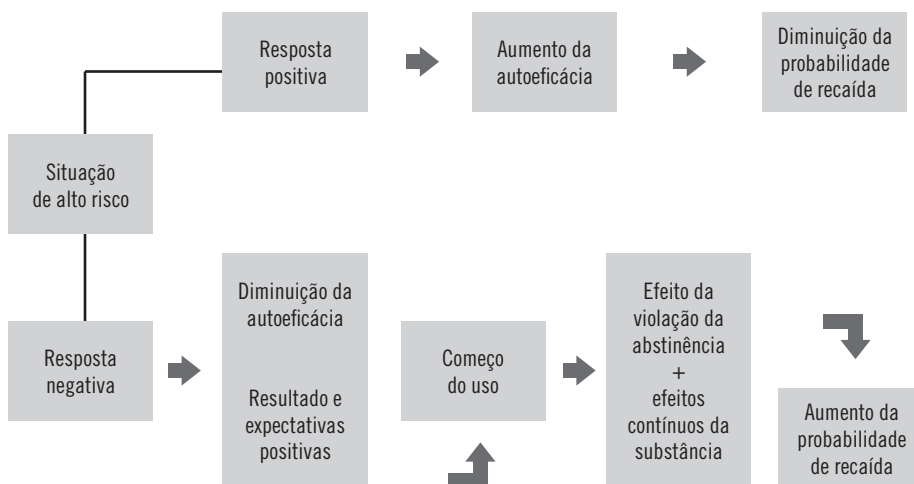 Resposta
positiva
Aumento da
autoeficácia
Diminuição da
probabilidade
de recaída
Situação
de alto risco
Resposta
negativa
Diminuição da
autoeficácia
Resultado e
expectativas
positivas
Começo
do uso
Efeito da
violação da
abstinência
+
efeitos
contínuos da
substância
Aumento da
probabilidade
de recaída